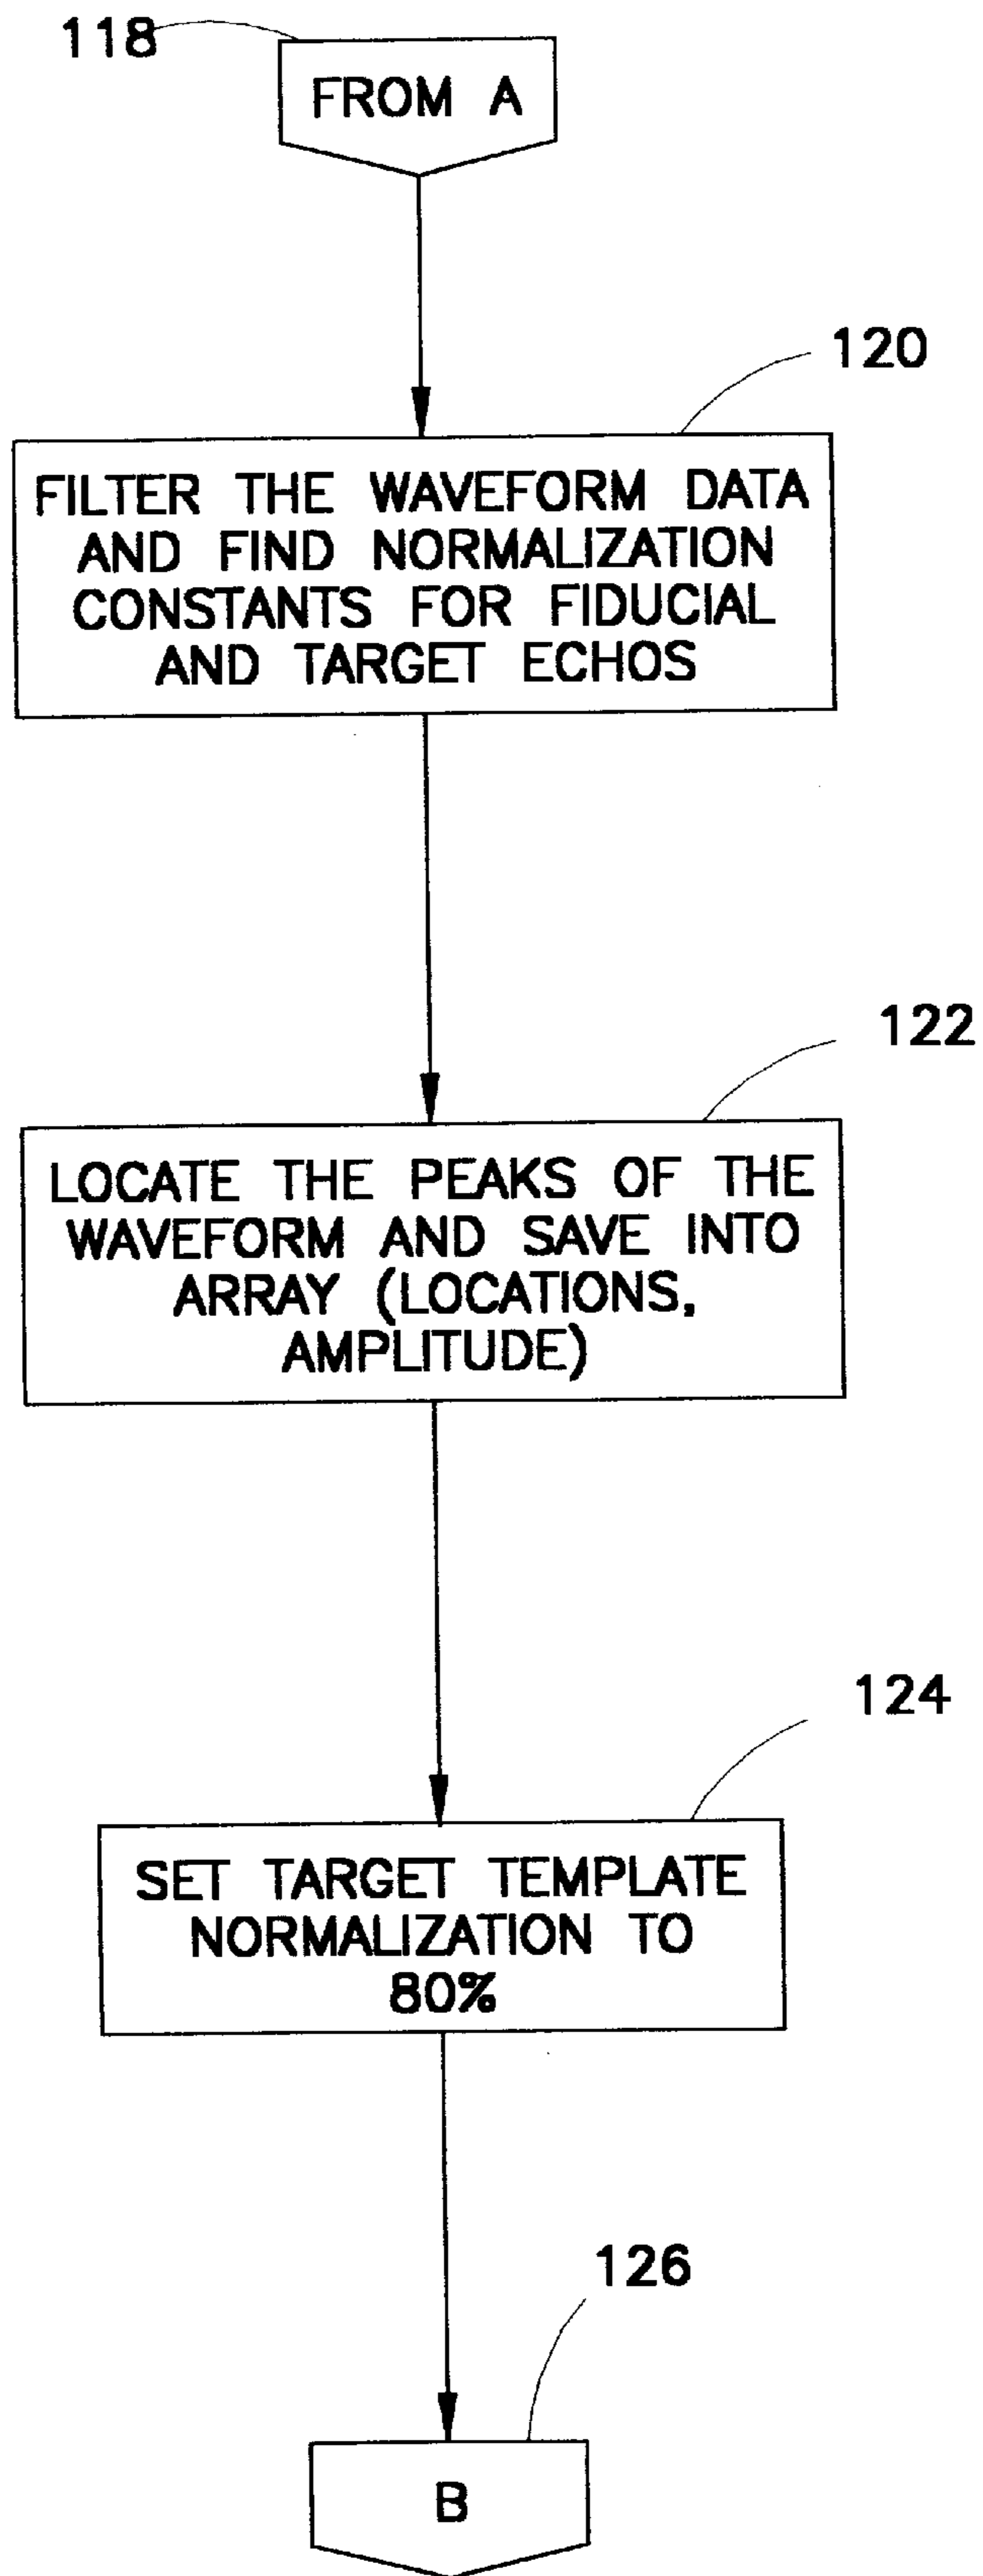 118
FROM A
120
FILTER THE WAVEFORM DATA
AND FIND NORMALIZATION
CONSTANTS FOR FIDUCIAL
AND TARGET ECHOS
122
LOCATE THE PEAKS OF THE
WAVEFORM AND SAVE INTO
ARRAY (LOCATIONS,
AMPLITUDE)
124
SET TARGET TEMPLATE
NORMALIZATION TO
80%
126
B